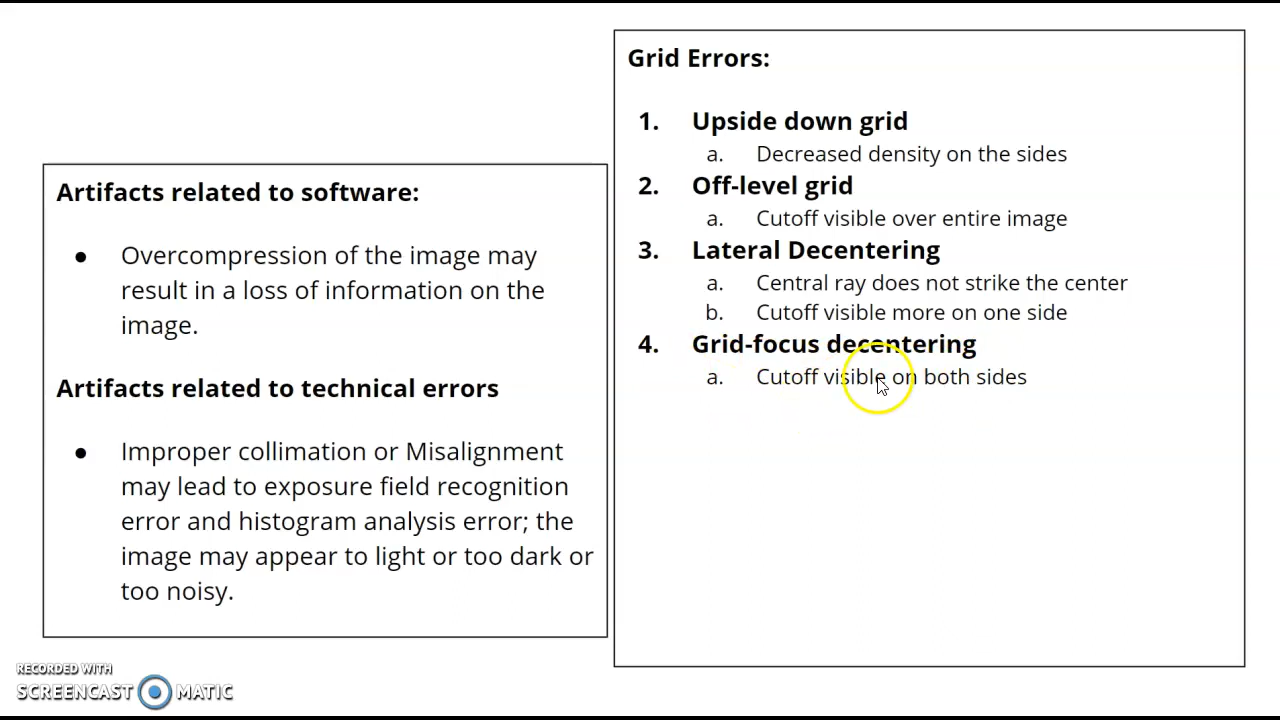 Artifacts related to software:
● Overcompression of the image may
result in a loss of information on the
image.
Artifacts related to technical errors
● Improper collimation or Misalignment
may lead to exposure field recognition
error and histogram analysis error; the
image may appear to light or too dark or
too noisy.
Grid Errors:
1. Upside down grid
a. Decreased density on the sides
2. Off-level grid
a. Cutoff visible over entire image
3. Lateral Decentering
a. Central ray does not strike the center
b. Cutoff visible more on one side
4. Grid-focus decentering
a. Cutoff visible on both sides
RECORDED WITH
SCREENCAST MATIC